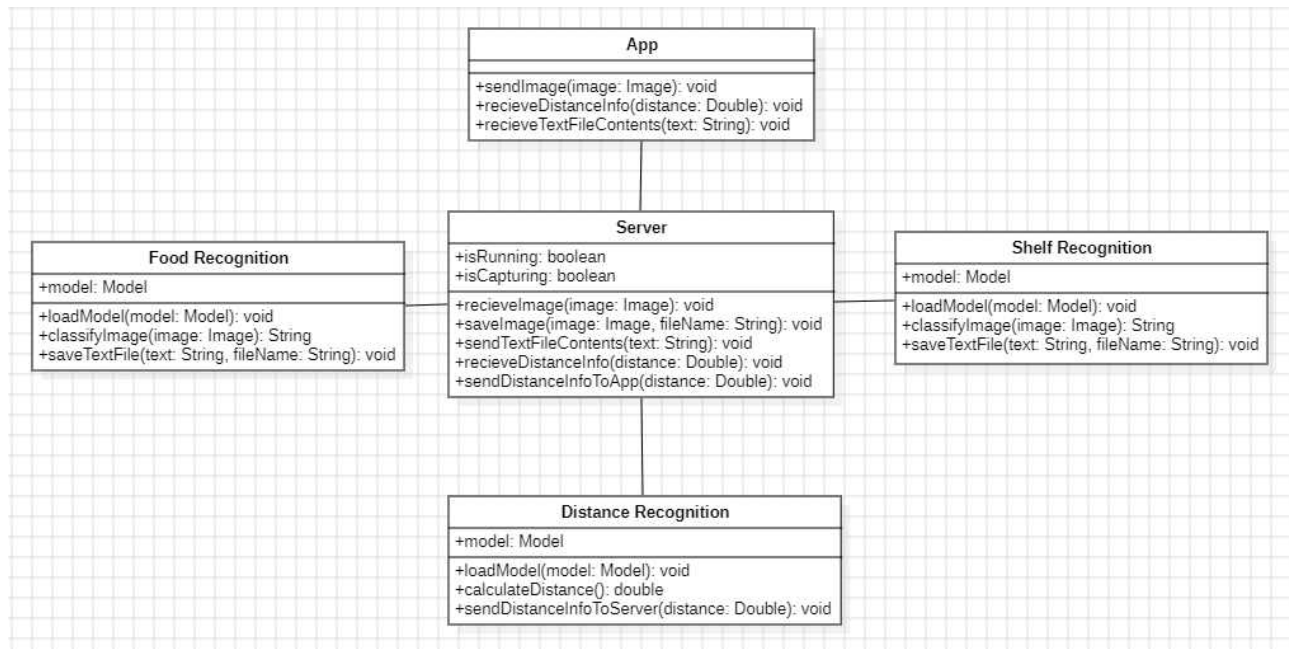 App
+sendImage(image: Image): void
+recieveDistanceInfo(distance: Double): void
+recieveTextFileContents(text: String): void
Server
+isRunning: boolean
+isCapturing: boolean
+recieveImage(image: Image): void
+saveImage(image: Image, fileName: String): void
+sendTextFileContents(text: String): void
+recieveDistanceInfo(distance: Double): void
+sendDistanceInfoToApp(distance: Double): void
Food Recognition
+model: Model
+loadModel(model: Model): void
+classifyImage(image: Image): String
+saveTextFile(text: String, fileName: String): void
Shelf Recognition
+model: Model
+loadModel(model: Model): void
+classifyImage(image: Image): String
+saveTextFile(text: String, fileName: String): void
Distance Recognition
+model: Model
+loadModel(model: Model): void
+calculateDistance(): double
+sendDistanceInfoToServer(distance: Double): void